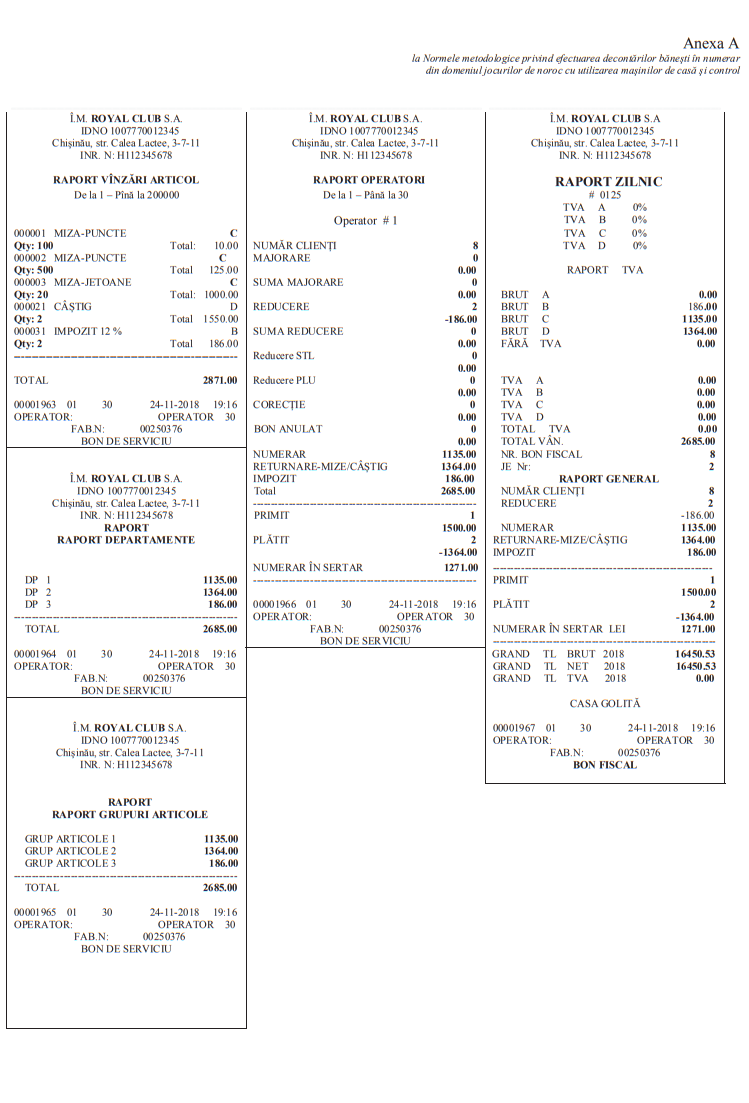 Anexa A
la Normele metodologice privind efectuarea decontărilor bănești în numerar
din domeniul jocurilor de noroc cu utilizarea mașinilor de casă și control
Î.M. ROYAL CLUB S.A.
IDNO 1007770012345
Chișinău, str. Calea Lactee, 3-7-11
INR. N: H112345678
RAPORT VÎNZĂRI ARTICOL
De la 1 – Pînă la 200000
000001 MIZA-PUNCTE C
Qty: 100 Total: 10.00
000002 MIZA-PUNCTE C
Qty: 500 Total 125.00
000003 MIZA-JETOANE C
Qty: 20 Total: 1000.00
000021 CÂȘTIG D
Qty: 2 Total 1550.00
000031 IMPOZIT 12 % B
Qty: 2 Total 186.00
TOTAL 2871.00
00001963 01 30 24-11-2018 19:16
OPERATOR: OPERATOR 30
FAB.N: 00250376
BON DE SERVICIU
Î.M. ROYAL CLUB S.A.
IDNO 1007770012345
Chișinău, str. Calea Lactee, 3-7-11
INR. N: H112345678
RAPORT
RAPORT DEPARTAMENTE
DP 1 1135.00
DP 2 1364.00
DP 3 186.00
TOTAL 2685.00
00001964 01 30 24-11-2018 19:16
OPERATOR: OPERATOR 30
FAB.N: 00250376
BON DE SERVICIU
Î.M. ROYAL CLUB S.A.
IDNO 1007770012345
Chișinău, str. Calea Lactee, 3-7-11
INR. N: H112345678
RAPORT
RAPORT GRUPURI ARTICOLE
GRUP ARTICOLE 1 1135.00
GRUP ARTICOLE 2 1364.00
GRUP ARTICOLE 3 186.00
TOTAL 2685.00
00001965 01 30 24-11-2018 19:16
OPERATOR: OPERATOR 30
FAB.N: 00250376
BON DE SERVICIU
Î.M. ROYAL CLUB S.A.
IDNO 1007770012345
Chișinău, str. Calea Lactee, 3-7-11
INR. N: H1 12345678
RAPORT OPERATORI
De la 1 – Până la 30
Operator # 1
NUMĂR CLIENȚI 8
MAJORARE 0
0.00
SUMA MAJORARE 0
0.00
REDUCERE 2
-186.00
SUMA REDUCERE 0
0.00
Reducere STL 0
0.00
Reducere PLU 0
0.00
CORECȚIE 0
0.00
BON ANULAT 0
0.00
NUMERAR 1135.00
RETURNARE-MIZE/CÂȘTIG 1364.00
IMPOZIT 186.00
Total 2685.00
PRIMIT 1
1500.00
PLĂTIT 2
-1364.00
NUMERAR ÎN SERTAR 1271.00
00001966 01 30 24-11-2018 19:16
OPERATOR: OPERATOR 30
FAB.N: 00250376
BON DE SERVICIU
Î.M. ROYAL CLUB S.A
IDNO 1007770012345
Chișinău, str. Calea Lactee, 3-7-11
INR. N: H112345678
RAPORT ZILNIC
# 0125
TVA A 0%
TVA B 0%
TVA C 0%
TVA D 0%
RAPORT TVA
BRUT A 0.00
BRUT B 186.00
BRUT C 1135.00
BRUT D 1364.00
FĂRĂ TVA 0.00
TVA A 0.00
TVA B 0.00
TVA C 0.00
TVA D 0.00
TOTAL TVA 0.00
TOTAL VÂN. 2685.00
NR. BON FISCAL 8
JE Nr: 2
RAPORT GENERAL
NUMĂR CLIENȚI 8
REDUCERE 2
-186.00
NUMERAR 1135.00
RETURNARE-MIZE/CÂȘTIG 1364.00
IMPOZIT 186.00
PRIMIT 1
1500.00
PLĂTIT 2
-1364.00
NUMERAR ÎN SERTAR LEI 1271.00
GRAND TL BRUT 2018 16450.53
GRAND TL NET 2018 16450.53
GRAND TL TVA 2018 0.00
CASA GOLITĂ
00001967 01 30 24-11-2018 19:16
OPERATOR: OPERATOR 30
FAB.N: 00250376
BON FISCAL